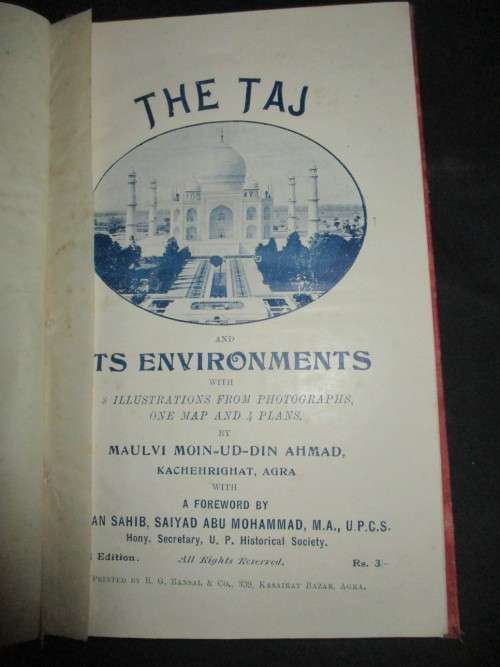 THE TAJ
AND
TS ENVIRONMENTS
WITH
8 ILLUSTRATIONS FROM PHOTOGRAPHS,
ONE MAP AND 4 PLANS,
BY
MAULVI MOIN-UD-DIN AHMAD,
KACHEHRIGHAT, AGRA
WITH
A FOREWORD BY
AN SAHIB, SAIYAD ABU MOHAMMAD, M.A., U.P.C.S.
Hony. Secretary, U. P. Historical Society.
Edition. All Rights Reserved. Rs. 3/-
PRINTED BY R. G. BANSAL & CO., 339, KASAIRAT BAZAR, AGRA.